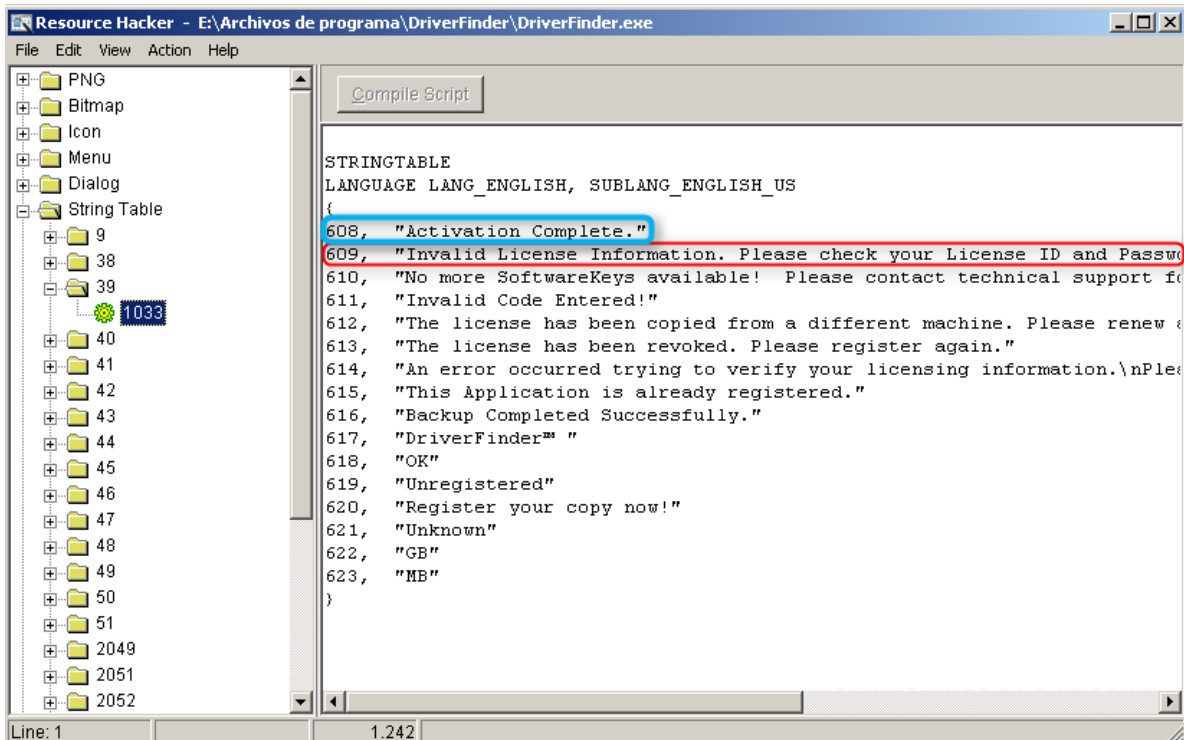 Resource Hacker - E:\Archivos de programa\DriverFinder\DriverFinder.exe
File Edit View Action Help
PNG
Bitmap
Icon
Menu
Dialog
String Table
9
38
39
1033
40
41
42
43
44
45
46
47
48
49
50
51
2049
2051
2052
Compile Script
STRINGTABLE
LANGUAGE LANG_ENGLISH, SUBLANG_ENGLISH_US
{
608, "Activation Complete."
609, "Invalid License Information. Please check your License ID and
610, "No more SoftwareKeys available! Please contact technical support
611, "Invalid Code Entered!"
612, "The license has been copied from a different machine. Please renew
613, "The license has been revoked. Please register again."
614, "An error occurred trying to verify your licensing information.\n
615, "This Application is already registered."
616, "Backup Completed Successfully."
617, "DriverFinder™ "
618, "OK"
619, "Unregistered"
620, "Register your copy now!"
621, "Unknown"
622, "GB"
623, "MB"
}
Line: 1 1.242